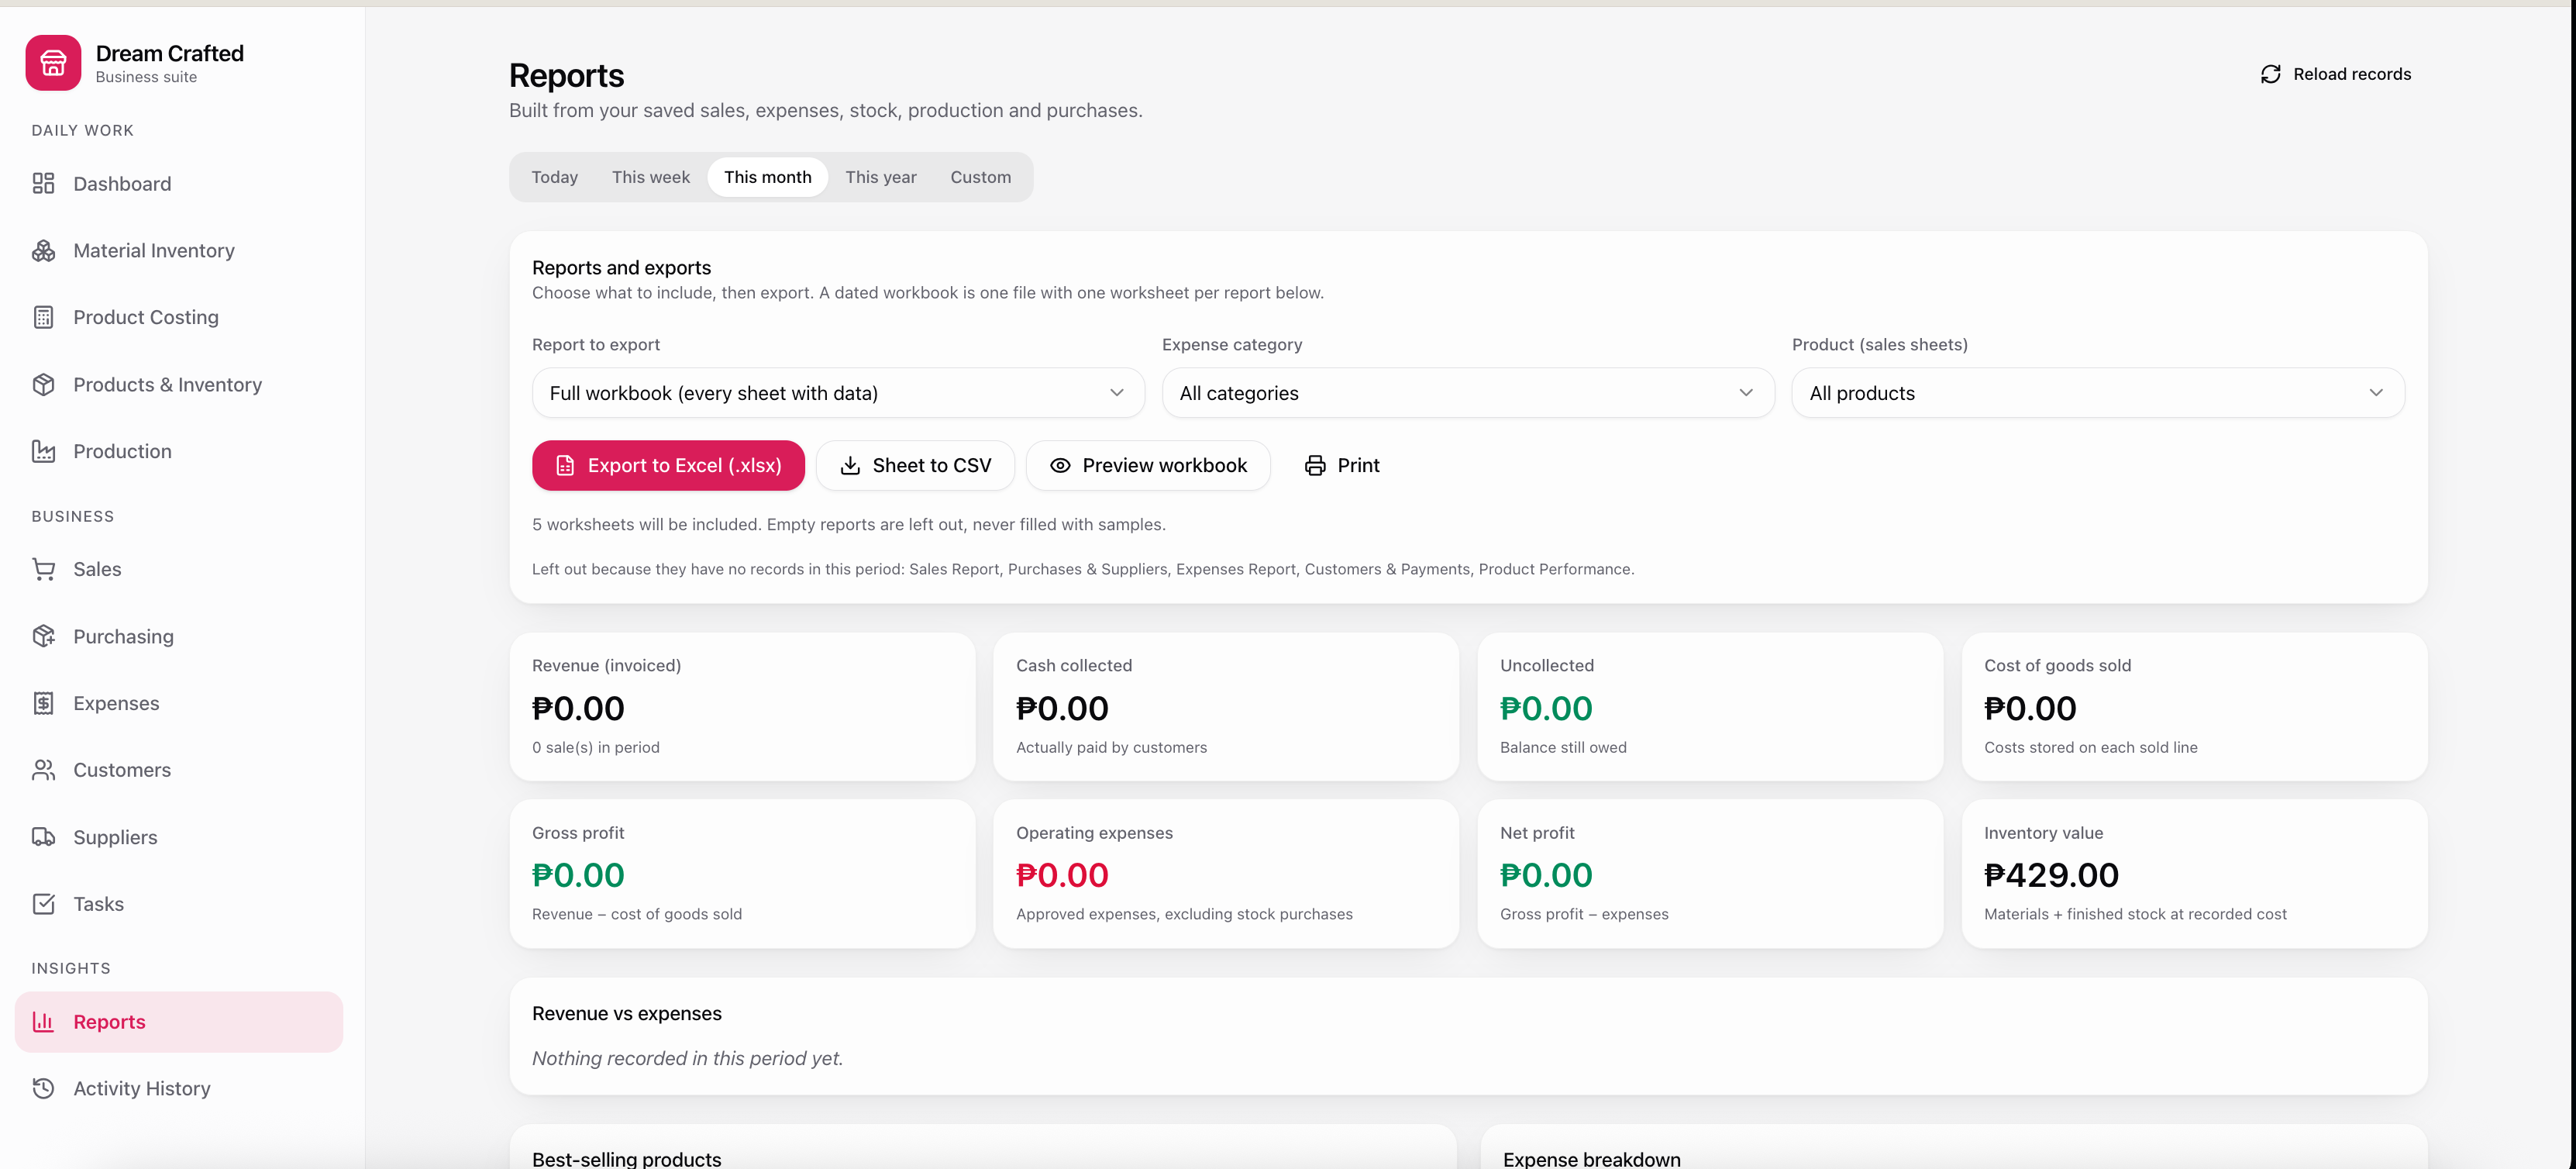 Dream Crafted
Business suite
DAILY WORK
Dashboard
Material Inventory
Product Costing
Products & Inventory
Production
BUSINESS
Sales
Purchasing
Expenses
Customers
Suppliers
Tasks
INSIGHTS
Reports
Activity History
Reports
Built from your saved sales, expenses, stock, production and purchases.
Reload records
Today This week This month This year Custom
Reports and exports
Choose what to include, then export. A dated workbook is one file with one worksheet per report below.
Report to export Expense category Product (sales sheets)
Full workbook (every sheet with data) All categories All products
Export to Excel (.xlsx) Sheet to CSV Preview workbook Print
5 worksheets will be included. Empty reports are left out, never filled with samples.
Left out because they have no records in this period: Sales Report, Purchases & Suppliers, Expenses Report, Customers & Payments, Product Performance.
Revenue (invoiced)
₱0.00
0 sale(s) in period
Cash collected
₱0.00
Actually paid by customers
Uncollected
₱0.00
Balance still owed
Cost of goods sold
₱0.00
Costs stored on each sold line
Gross profit
₱0.00
Revenue – cost of goods sold
Operating expenses
₱0.00
Approved expenses, excluding stock purchases
Net profit
₱0.00
Gross profit – expenses
Inventory value
₱429.00
Materials + finished stock at recorded cost
Revenue vs expenses
Nothing recorded in this period yet.
Best-selling products
Expense breakdown